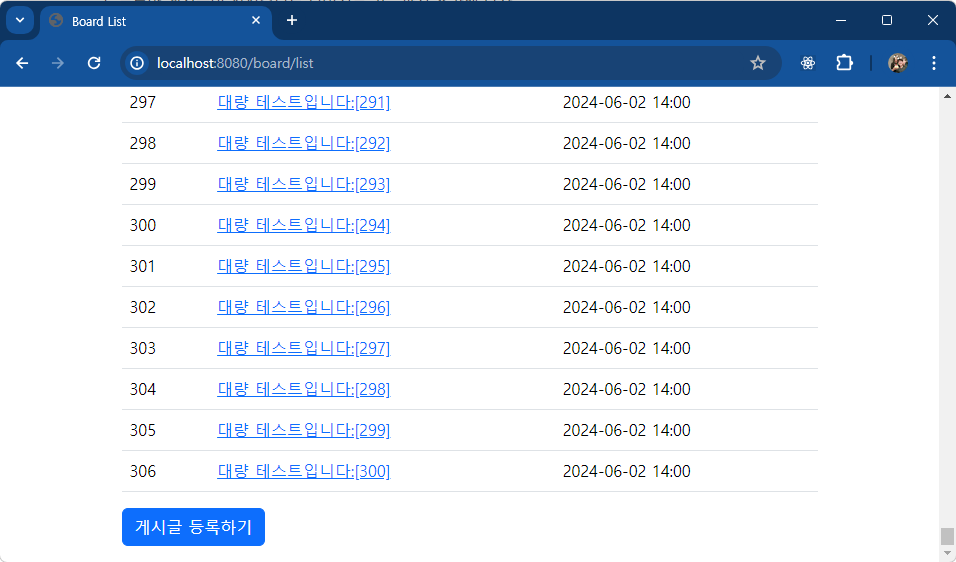 Board List
localhost:8080/board/list
297 대량 테스트입니다:[291] 2024-06-02 14:00
298 대량 테스트입니다:[292] 2024-06-02 14:00
299 대량 테스트입니다:[293] 2024-06-02 14:00
300 대량 테스트입니다:[294] 2024-06-02 14:00
301 대량 테스트입니다:[295] 2024-06-02 14:00
302 대량 테스트입니다:[296] 2024-06-02 14:00
303 대량 테스트입니다:[297] 2024-06-02 14:00
304 대량 테스트입니다:[298] 2024-06-02 14:00
305 대량 테스트입니다:[299] 2024-06-02 14:00
306 대량 테스트입니다:[300] 2024-06-02 14:00
게시글 등록하기